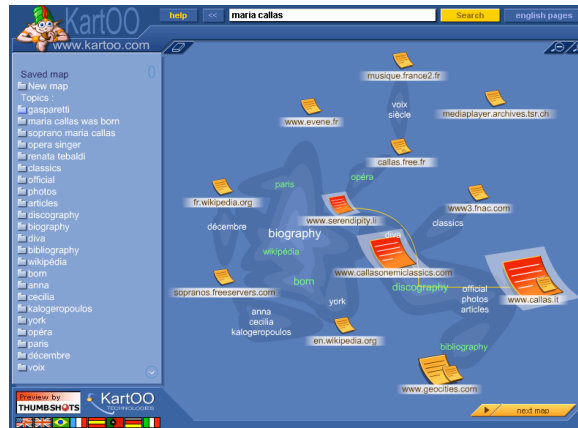 KartOO
www.kartoo.com
help
<<
maria callas
Search
english pages
Saved map
New map
Topics :
gasparetti
maria callas was born
soprano maria callas
opera singer
renata tebaldi
classics
official
photos
articles
discography
biography
diva
bibliography
wikipédia
born
anna
cecilia
kalogeropoulos
york
opéra
paris
décembre
voix
musique.france2.fr
voix
siècle
www.evene.fr
mediaplayer.archives.tsr.ch
callas.free.fr
opéra
paris
fr.wikipedia.org
www3.fnac.com
www.serendipity.li
décembre
biography
diva
classics
wikipédia
www.callasonemiclassics.com
born
discography
sopranos.freeservers.com
official
photos
articles
www.callas.it
york
anna
cecilia
kalogeropoulos
en.wikipedia.org
bibliography
www.geocities.com
next map
Preview by
THUMBSHOTS
KartOO
TECHNOLOGIES